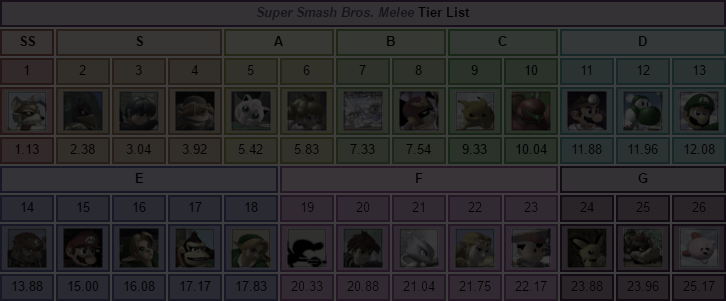 Super Smash Bros. Melee Tier List
SS S A B C D
1 2 3 4 5 6 7 8 9 10 11 12 13
1.13 2.38 3.04 3.92 5.42 5.83 7.33 7.54 9.33 10.04 11.88 11.96 12.08
E F G
14 15 16 17 18 19 20 21 22 23 24 25 26
13.88 15.00 16.08 17.17 17.83 20.33 20.88 21.04 21.75 22.17 23.88 23.96 25.17